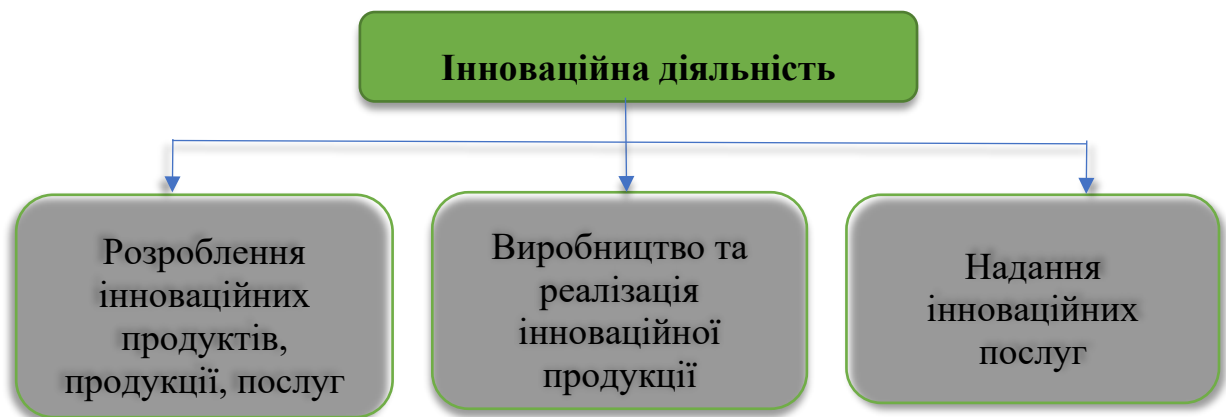 Інноваційна діяльність
Розроблення
інноваційних
продуктів,
продукції, послуг
Виробництво та
реалізація
інноваційної
продукції
Надання
інноваційних
послуг